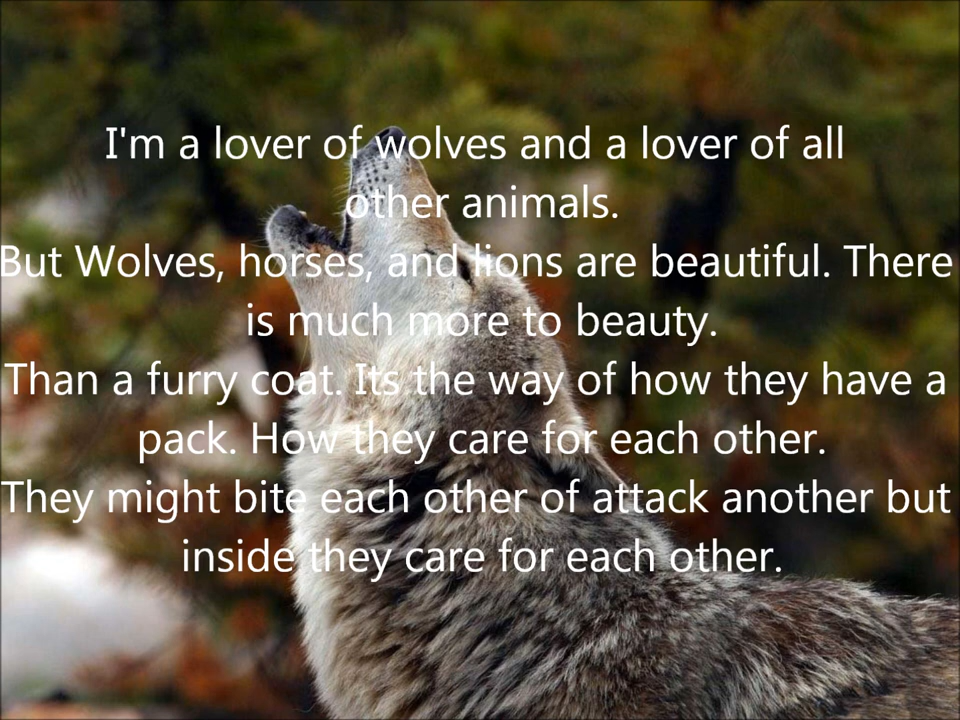 I'm a lover of wolves and a lover of all
other animals.
But Wolves, horses, and lions are beautiful. There
is much more to beauty.
Than a furry coat. Its the way of how they have a
pack. How they care for each other.
They might bite each other of attack another but
inside they care for each other.